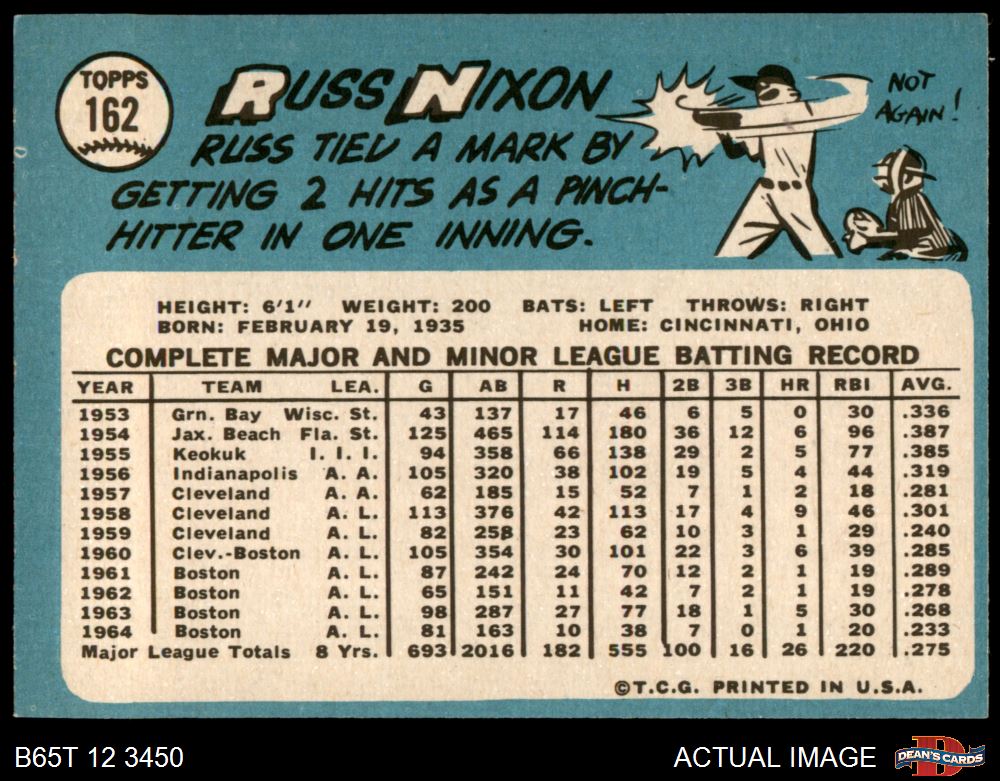 TOPPS
162
RUSS NIXON
RUSS TIED A MARK BY
GETTING 2 HITS AS A PINCH-
HITTER IN ONE INNING.
NOT
AGAIN!
HEIGHT: 6'1" WEIGHT: 200 BATS: LEFT THROWS: RIGHT
BORN: FEBRUARY 19, 1935 HOME: CINCINNATI, OHIO
COMPLETE MAJOR AND MINOR LEAGUE BATTING RECORD
YEAR TEAM LEA. G AB R H 2B 3B HR RBI AVG.
1953 Grn. Bay Wisc. St. 43 137 17 46 6 5 0 30 .336
1954 Jax. Beach Fla. St. 125 465 114 180 36 12 6 96 .387
1955 Keokuk I. I. I. 94 358 66 138 29 2 5 77 .385
1956 Indianapolis A. A. 105 320 38 102 19 5 4 44 .319
1957 Cleveland A. A. 62 185 15 52 7 1 2 18 .281
1958 Cleveland A. L. 113 376 42 113 17 4 9 46 .301
1959 Cleveland A. L. 82 258 23 62 10 3 1 29 .240
1960 Clev.-Boston A. L. 105 354 30 101 22 3 6 39 .285
1961 Boston A. L. 87 242 24 70 12 2 1 19 .289
1962 Boston A. L. 65 151 11 42 7 2 1 19 .278
1963 Boston A. L. 98 287 27 77 18 1 5 30 .268
1964 Boston A. L. 81 163 10 38 7 0 1 20 .233
Major League Totals 8 Yrs. 693 2016 182 555 100 16 26 220 .275
©T.C.G. PRINTED IN U.S.A.
B65T 12 3450
ACTUAL IMAGE
DEAN'S CARDS